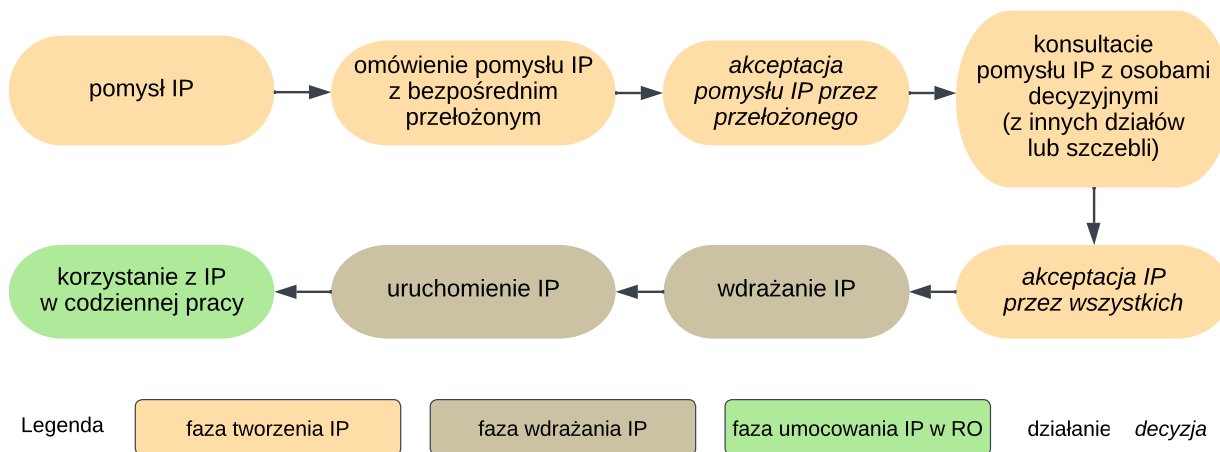 pomysł IP
omówienie pomysłu IP
z bezpośrednim
przełożonym
akceptacja
pomysłu IP przez
przełożonego
konsultacie
pomysłu IP z osobami
decyzyjnymi
(z innych działów
lub szczebli)
korzystanie z IP
w codziennej pracy
uruchomienie IP
wdrażanie IP
akceptacja IP
przez wszystkich
Legenda
faza tworzenia IP
faza wdrażania IP
faza umocowania IP w RO
działanie
decyzja